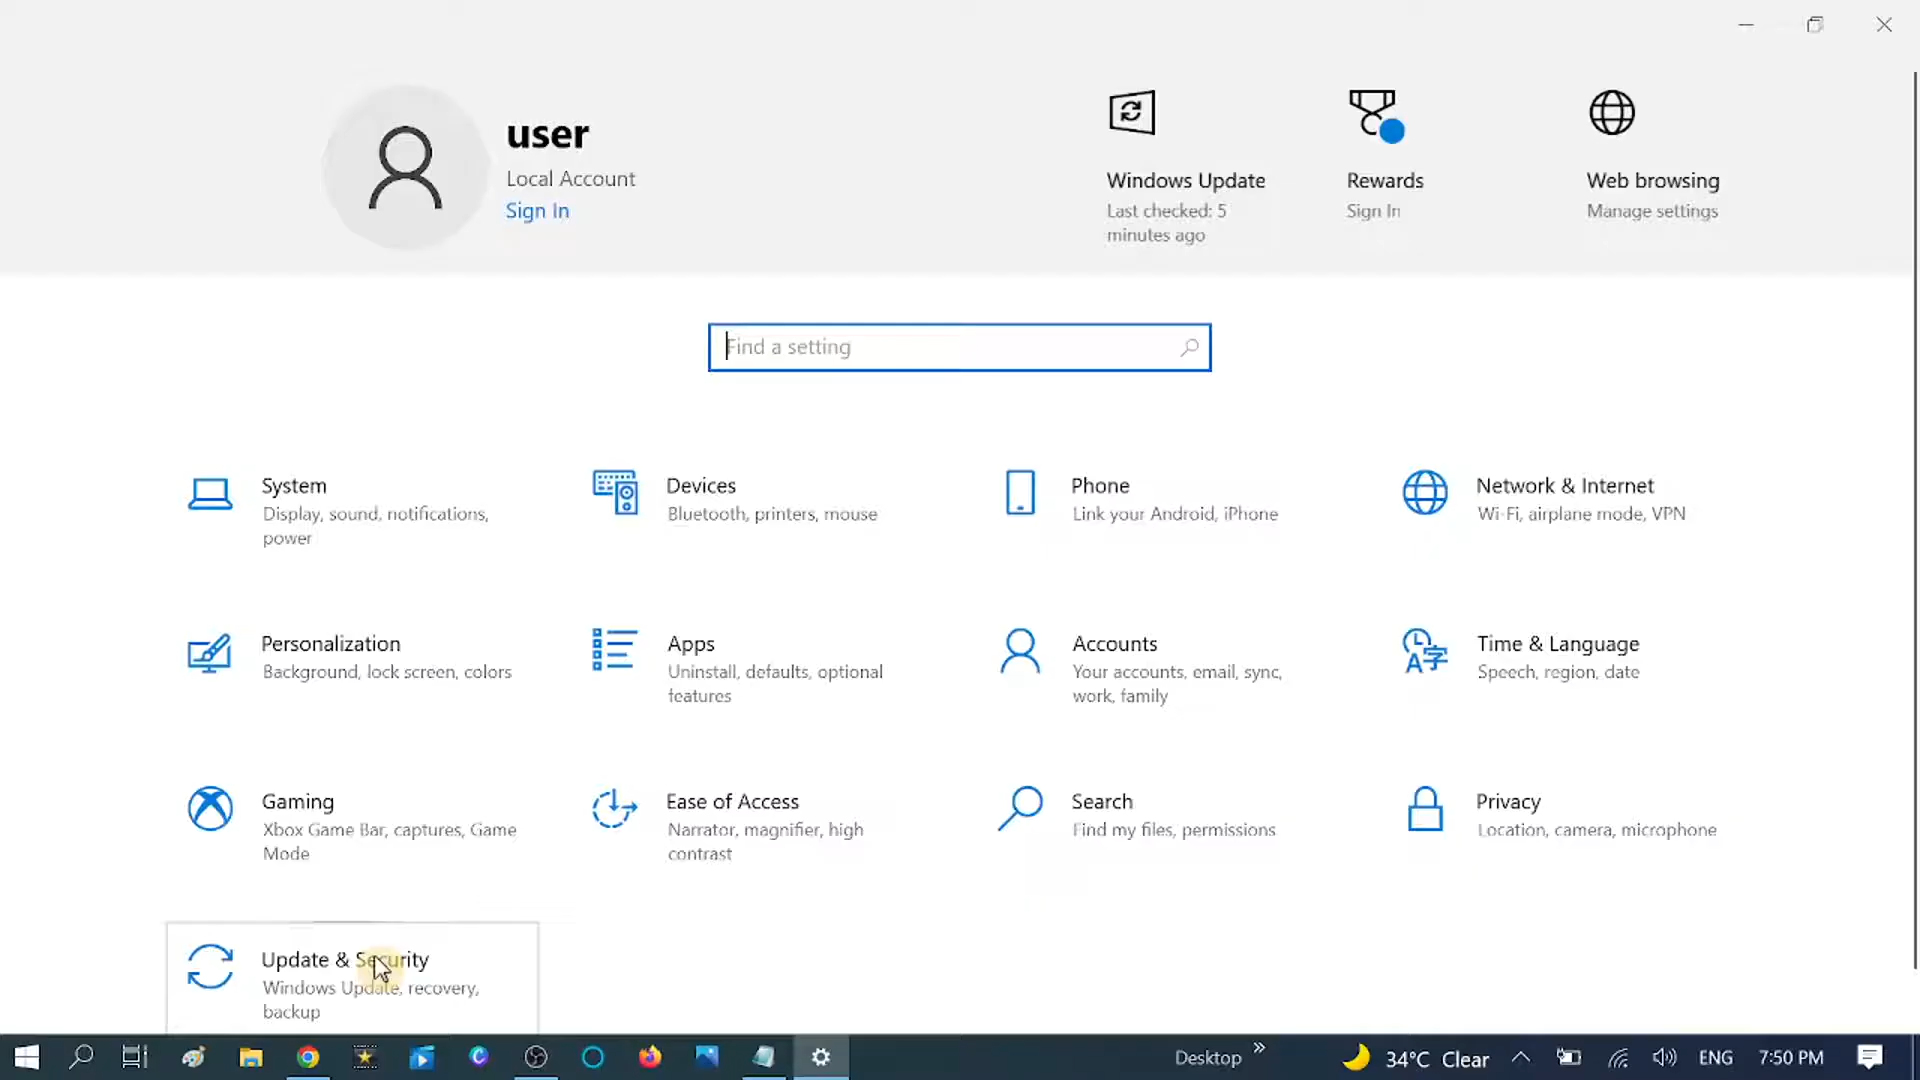 user
Local Account
Sign In
Windows Update
Last checked: 5
minutes ago
Rewards
Sign In
Web browsing
Manage settings
Find a setting
System
Display, sound, notifications,
power
Devices
Bluetooth, printers, mouse
Phone
Link your Android, iPhone
Network & Internet
Wi-Fi, airplane mode, VPN
Personalization
Background, lock screen, colors
Apps
Uninstall, defaults, optional
features
Accounts
Your accounts, email, sync,
work, family
Time & Language
Speech, region, date
Gaming
Xbox Game Bar, captures, Game
Mode
Ease of Access
Narrator, magnifier, high
contrast
Search
Find my files, permissions
Privacy
Location, camera, microphone
Update & Security
Windows Update, recovery,
backup
Desktop
34°C Clear
ENG
7:50 PM